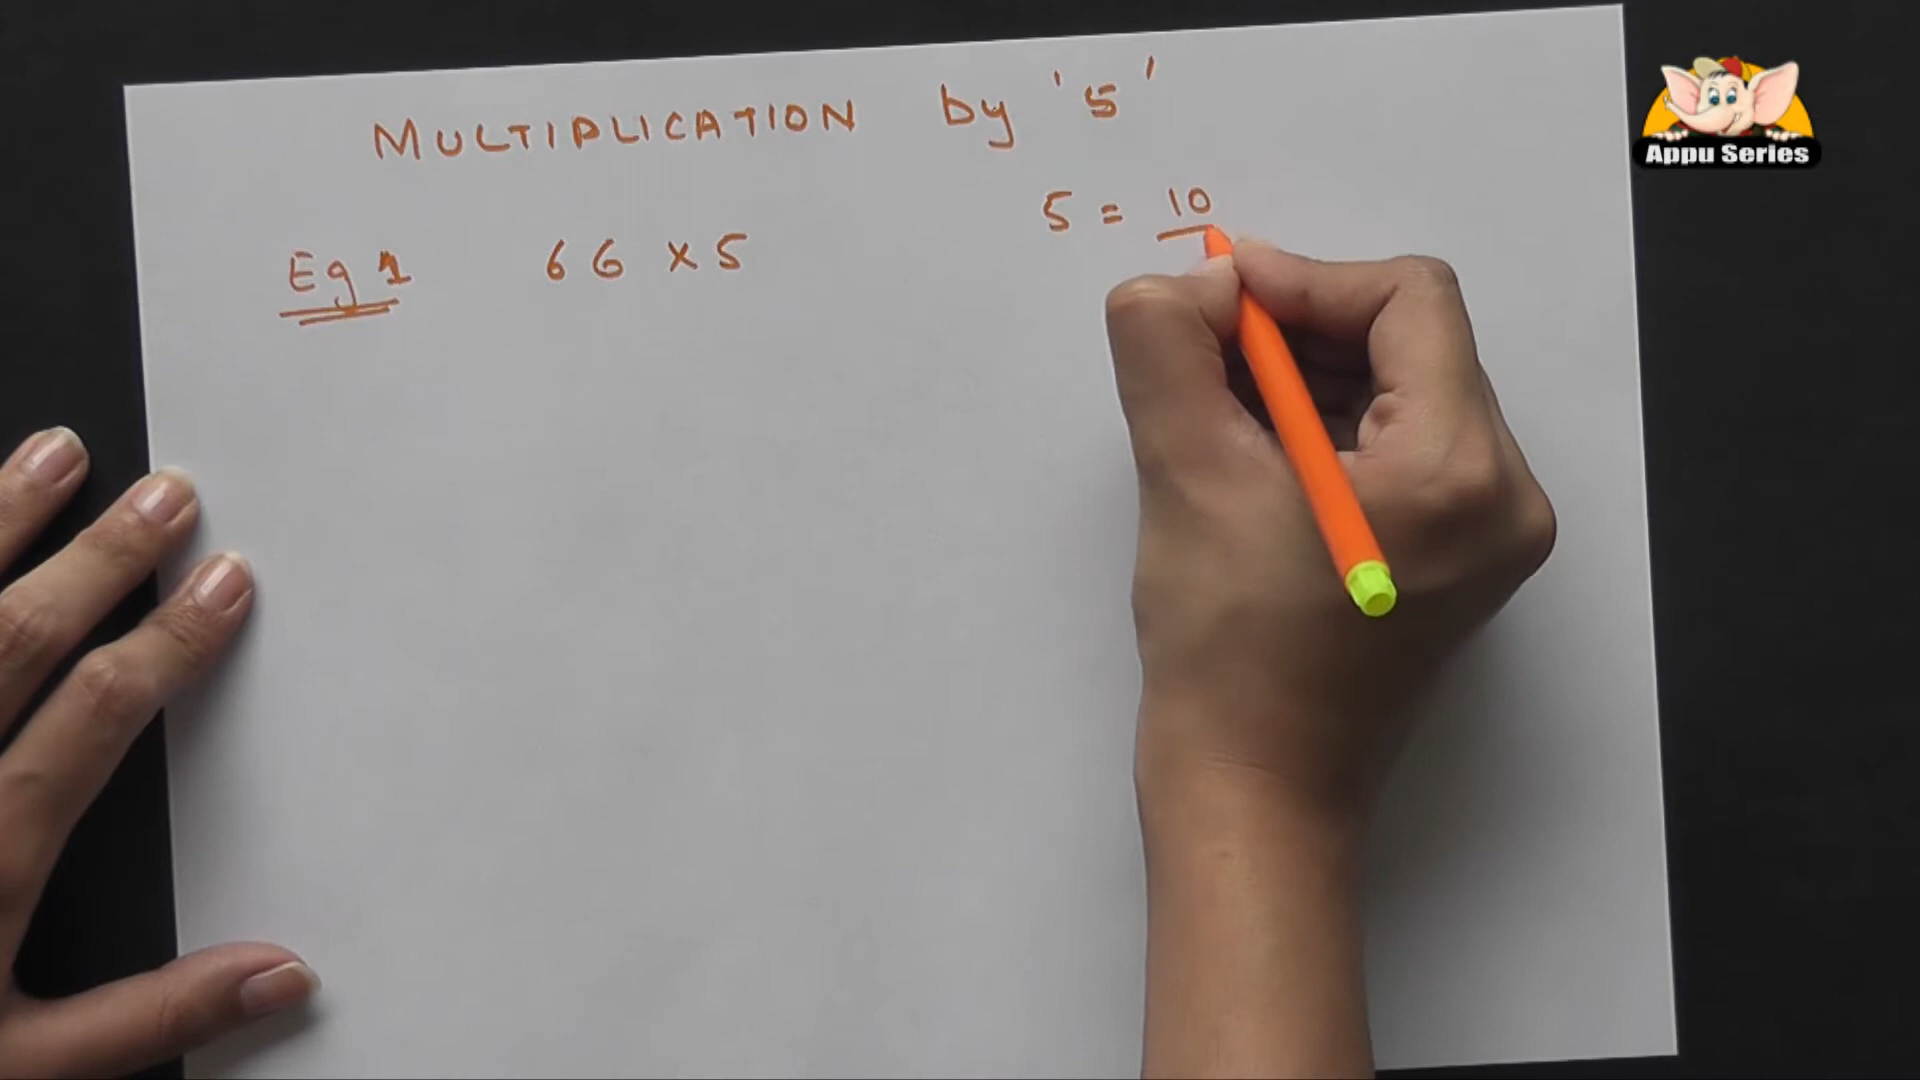 MULTIPLICATION by '5'
5 = 10
Eg 1 66 x 5
Appu Series